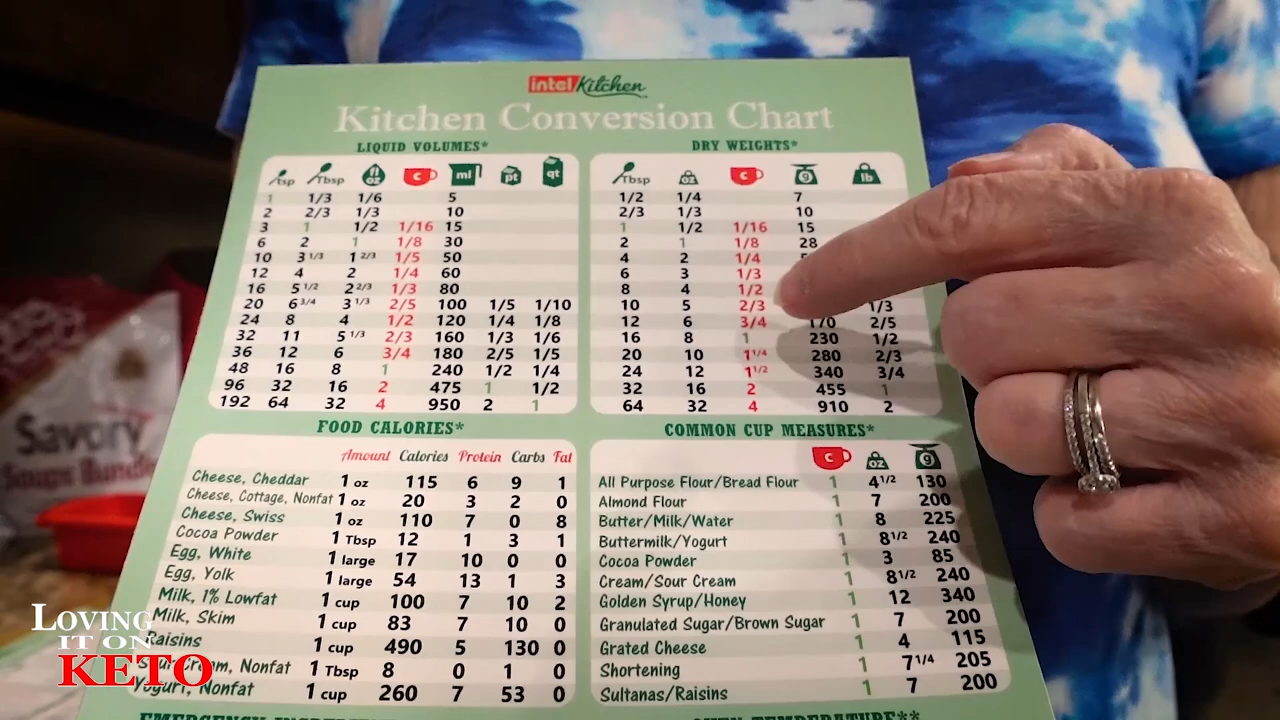 intel Kitchen
Kitchen Conversion Chart
LIQUID VOLUMES*
tsp Tbsp fl oz c ml pt qt
1 1/3 1/6 5
2 2/3 1/3 10
3 1 1/2 1/16 15
6 2 1 1/8 30
10 3 1/3 1 2/3 1/5 50
12 4 2 1/4 60
16 5 1/2 2 2/3 1/3 80
20 6 3/4 3 1/3 2/5 100 1/5 1/10
24 8 4 1/2 120 1/4 1/8
32 11 5 1/3 2/3 160 1/3 1/6
36 12 6 3/4 180 2/5 1/5
48 16 8 1 240 1/2 1/4
96 32 16 2 475 1 1/2
192 64 32 4 950 2 1
DRY WEIGHTS*
Tbsp oz c g lb
1/2 1/4 7
2/3 1/3 10
1 1/2 1/16 15
2 1 1/8 28
4 2 1/4
6 3 1/3
8 4 1/2
10 5 2/3 1/3
12 6 3/4 170 2/5
16 8 1 230 1/2
20 10 1 1/4 280 2/3
24 12 1 1/2 340 3/4
32 16 2 455 1
64 32 4 910 2
FOOD CALORIES*
Amount Calories Protein Carbs Fat
Cheese, Cheddar 1 oz 115 6 9 1
Cheese, Cottage, Nonfat 1 oz 20 3 2 0
Cheese, Swiss 1 oz 110 7 0 8
Cocoa Powder 1 Tbsp 12 1 3 1
Egg, White 1 large 17 10 0 0
Egg, Yolk 1 large 54 13 1 3
Milk, 1% Lowfat 1 cup 100 7 10 2
Milk, Skim 1 cup 83 7 10 0
Raisins 1 cup 490 5 130 0
Sour Cream, Nonfat 1 Tbsp 8 0 1 0
Yogurt, Nonfat 1 cup 260 7 53 0
COMMON CUP MEASURES*
c oz g
All Purpose Flour/Bread Flour 1 4 1/2 130
Almond Flour 1 7 200
Butter/Milk/Water 1 8 225
Buttermilk/Yogurt 1 8 1/2 240
Cocoa Powder 1 3 85
Cream/Sour Cream 1 8 1/2 240
Golden Syrup/Honey 1 12 340
Granulated Sugar/Brown Sugar 1 7 200
Grated Cheese 1 4 115
Shortening 1 7 1/4 205
Sultanas/Raisins 1 7 200
Savory
LOVING
IT ON
KETO